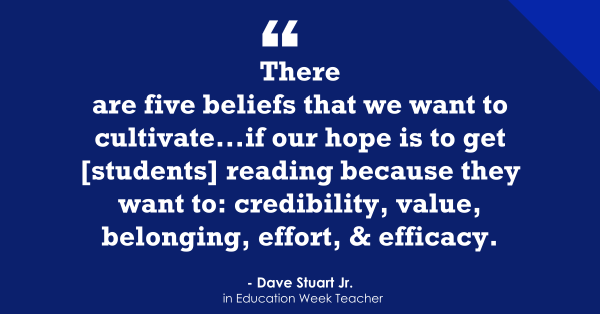 “
There
are five beliefs that we want to
cultivate...if our hope is to get
[students] reading because they
want to: credibility, value,
belonging, effort, & efficacy.
- Dave Stuart Jr.
in Education Week Teacher